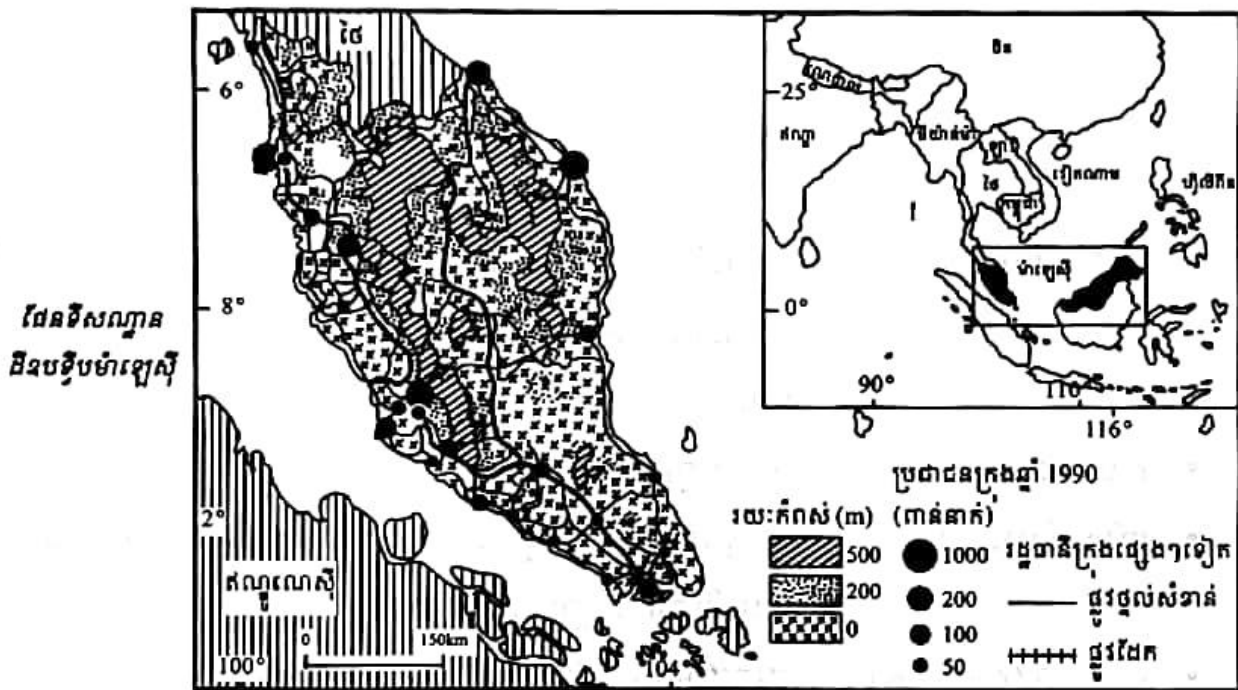 ផែនទីសណ្ឋាន
ដីឧបទ្វីបម៉ាឡេស៊ី
ថៃ
6°
8°
2°
ឥណ្ឌូណេស៊ី
0 150km
100°
104°
ចិន
25°
ណេប៉ាល
ឥណ្ឌា
មីយ៉ាន់ម៉ា
ឡាវ
ថៃ
វៀតណាម
កម្ពុជា
ហ្វីលីពីន
ម៉ាឡេស៊ី
0°
90°
110
116°
ប្រជាជនក្រុងឆ្នាំ 1990
រយៈកំពស់ (m) (ពាន់នាក់)
500 1000 រដ្ឋធានីក្រុងផ្សេងៗទៀត
200 200 ផ្លូវថ្នល់សំខាន់
0 100
50 ផ្លូវដែក